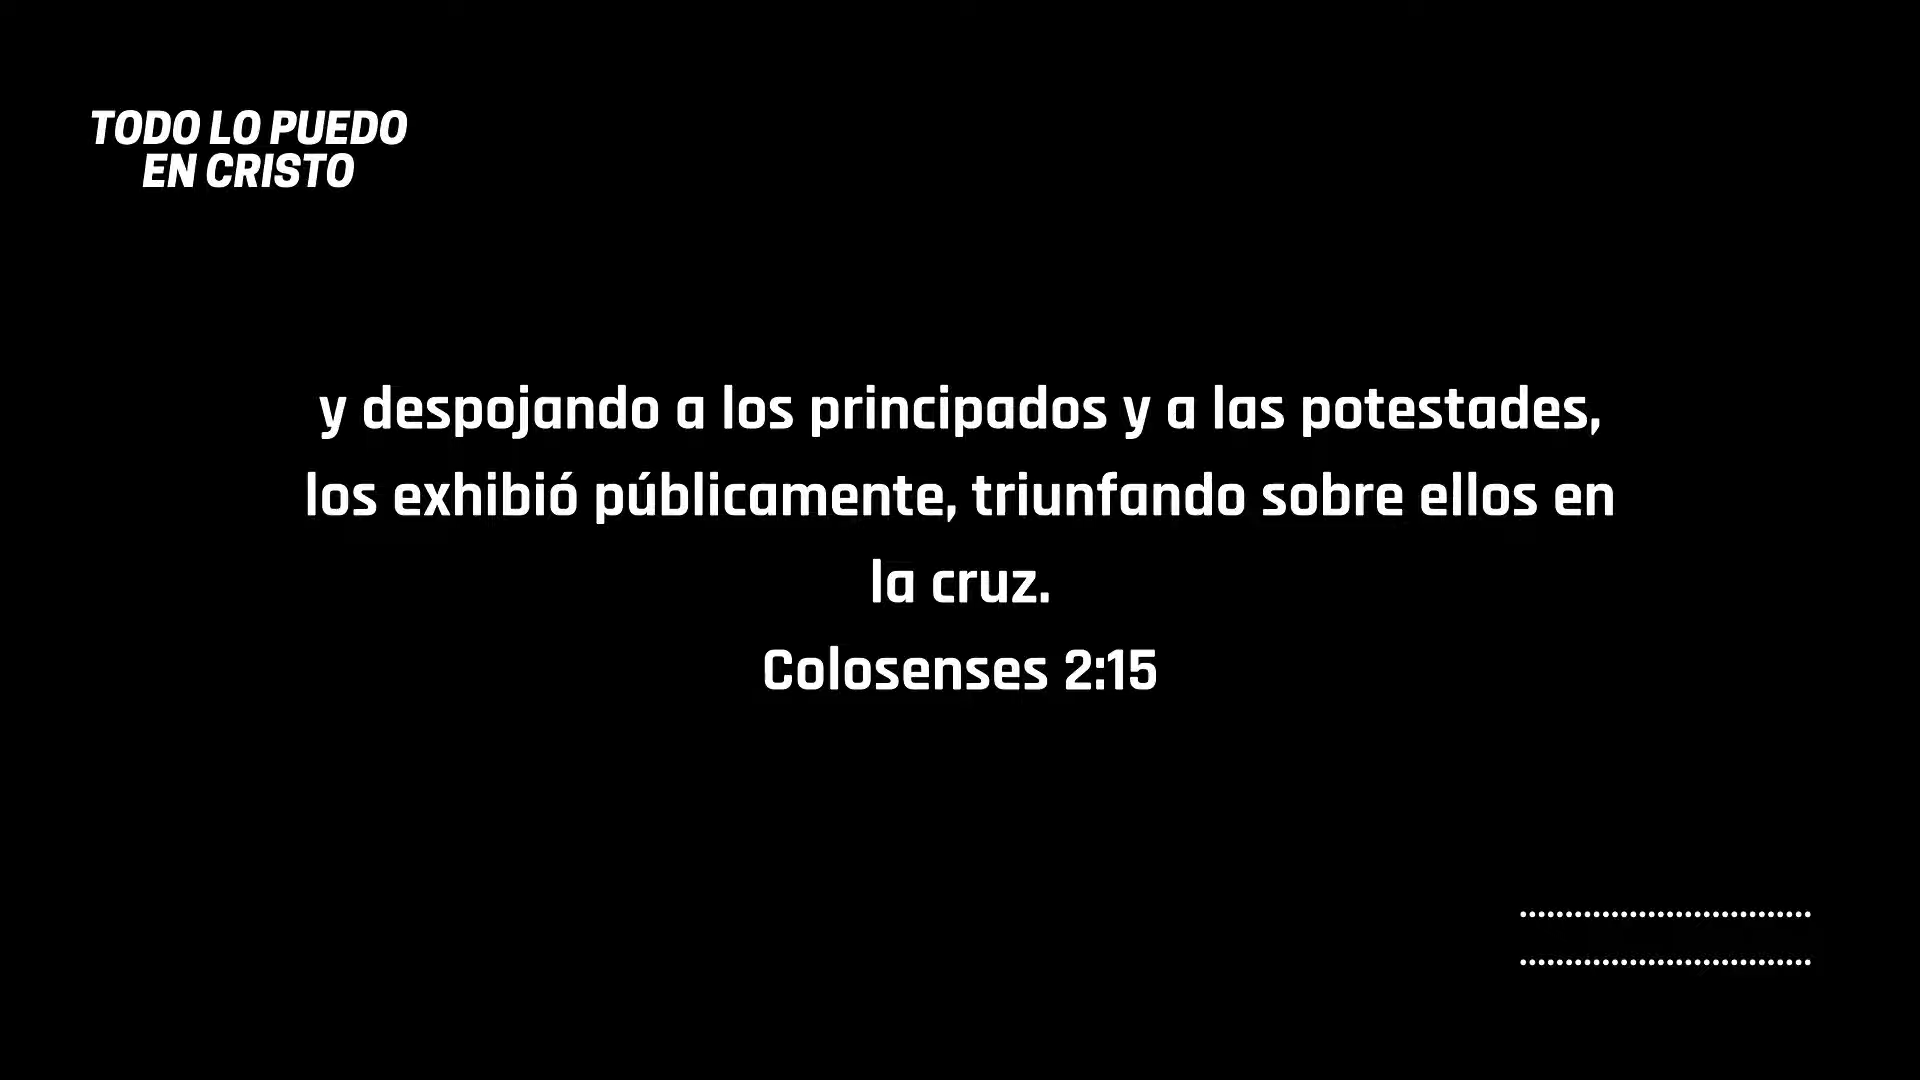 TODO LO PUEDO
EN CRISTO
y despojando a los principados y a las potestades,
los exhibió públicamente, triunfando sobre ellos en
la cruz.
Colosenses 2:15